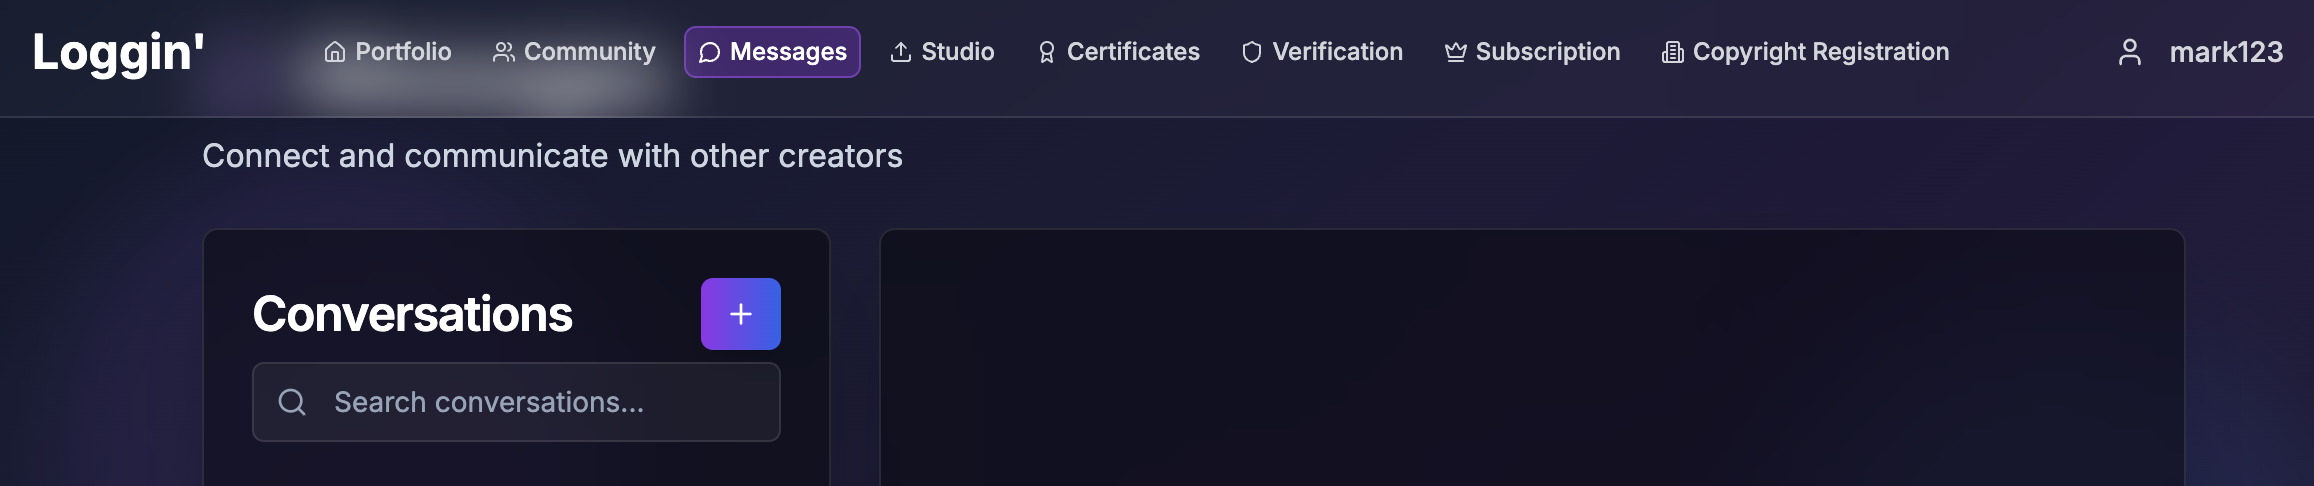 Loggin'
Portfolio
Community
Messages
Studio
Certificates
Verification
Subscription
Copyright Registration
mark123
Connect and communicate with other creators
Conversations
Search conversations...